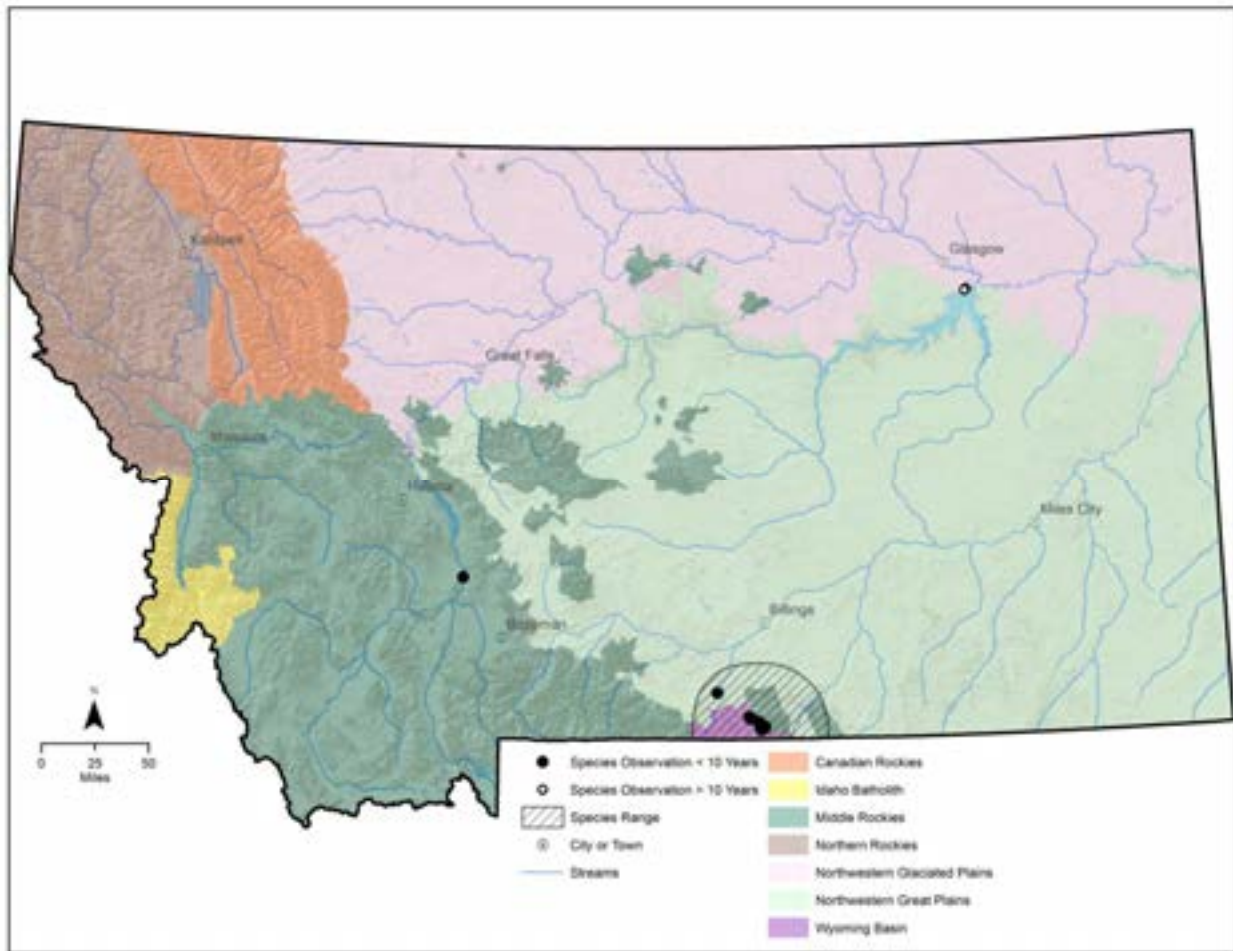 Kalispell
Glasgow
Great Falls
Missoula
Helena
Miles City
Billings
Bozeman
N
0 25 50
Miles
Species Observation < 10 Years
Species Observation > 10 Years
Species Range
City or Town
Streams
Canadian Rockies
Idaho Batholith
Middle Rockies
Northern Rockies
Northwestern Glaciated Plains
Northwestern Great Plains
Wyoming Basin